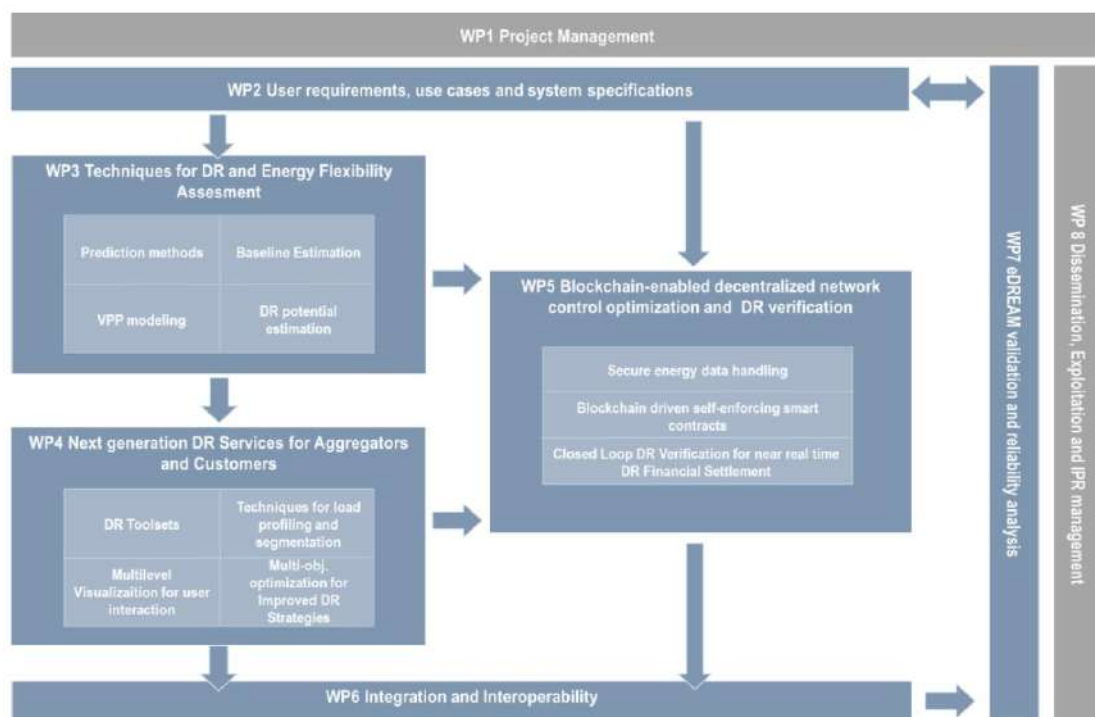 WP1 Project Management
WP2 User requirements, use cases and system specifications
WP3 Techniques for DR and Energy Flexibility
Assesment
Prediction methods
Baseline Estimation
VPP modeling
DR potential
estimation
WP4 Next generation DR Services for Aggregators
and Customers
DR Toolsets
Techniques for load
profiling and
segmentation
Multilevel
Visualizaition for user
interaction
Multi-obj.
optimization for
Improved DR
Strategies
WP5 Blockchain-enabled decentralized network
control optimization and DR verification
Secure energy data handling
Blockchain driven self-enforcing smart
contracts
Closed Loop DR Verification for near real time
DR Financial Settlement
WP6 Integration and Interoperability
WP7 eDREAM validation and reliability analysis
WP 8 Dissemination, Exploitation and IPR management